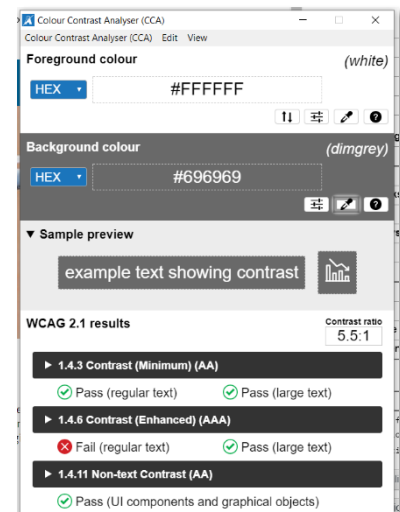 Colour Contrast Analyser (CCA)
Colour Contrast Analyser (CCA) Edit View
Foreground colour (white)
HEX #FFFFFF
Background colour (dimgrey)
HEX #696969
▼ Sample preview
example text showing contrast
WCAG 2.1 results Contrast ratio
5.5:1
▶ 1.4.3 Contrast (Minimum) (AA)
Pass (regular text) Pass (large text)
▶ 1.4.6 Contrast (Enhanced) (AAA)
Fail (regular text) Pass (large text)
▶ 1.4.11 Non-text Contrast (AA)
Pass (UI components and graphical objects)